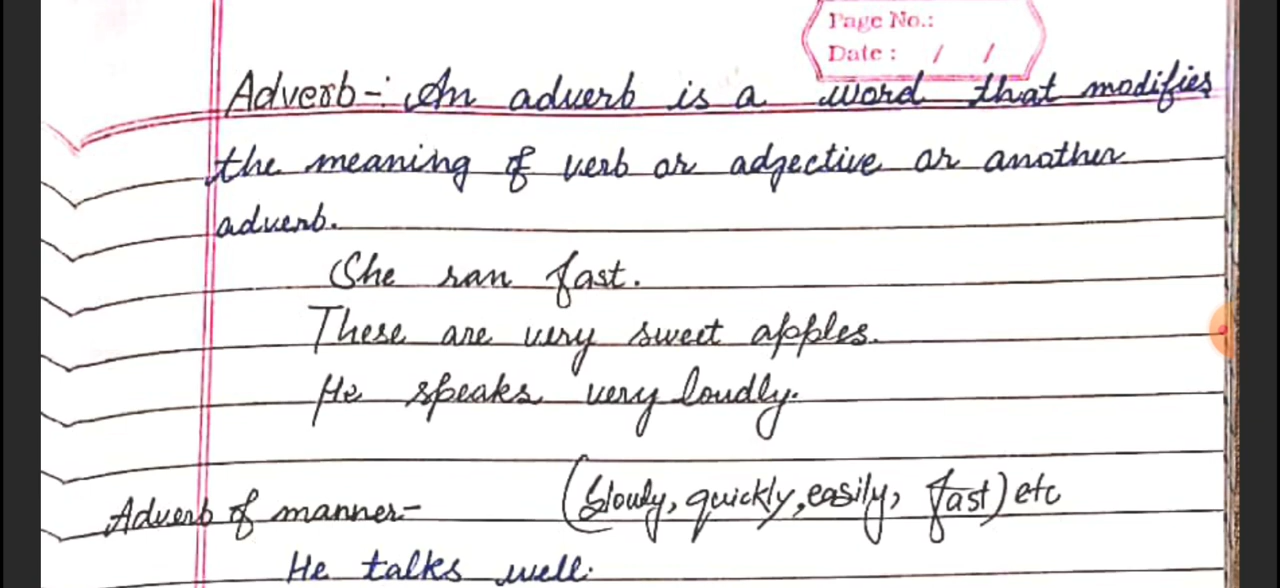 Page No.:
Date : / /
Adverb-: An adverb is a word that modifies
the meaning of verb or adjective or another
adverb.
She ran fast.
These are very sweet apples.
He speaks very loudly.
Adverb of manner- (Slowly, quickly, easily, fast) etc
He talks well.